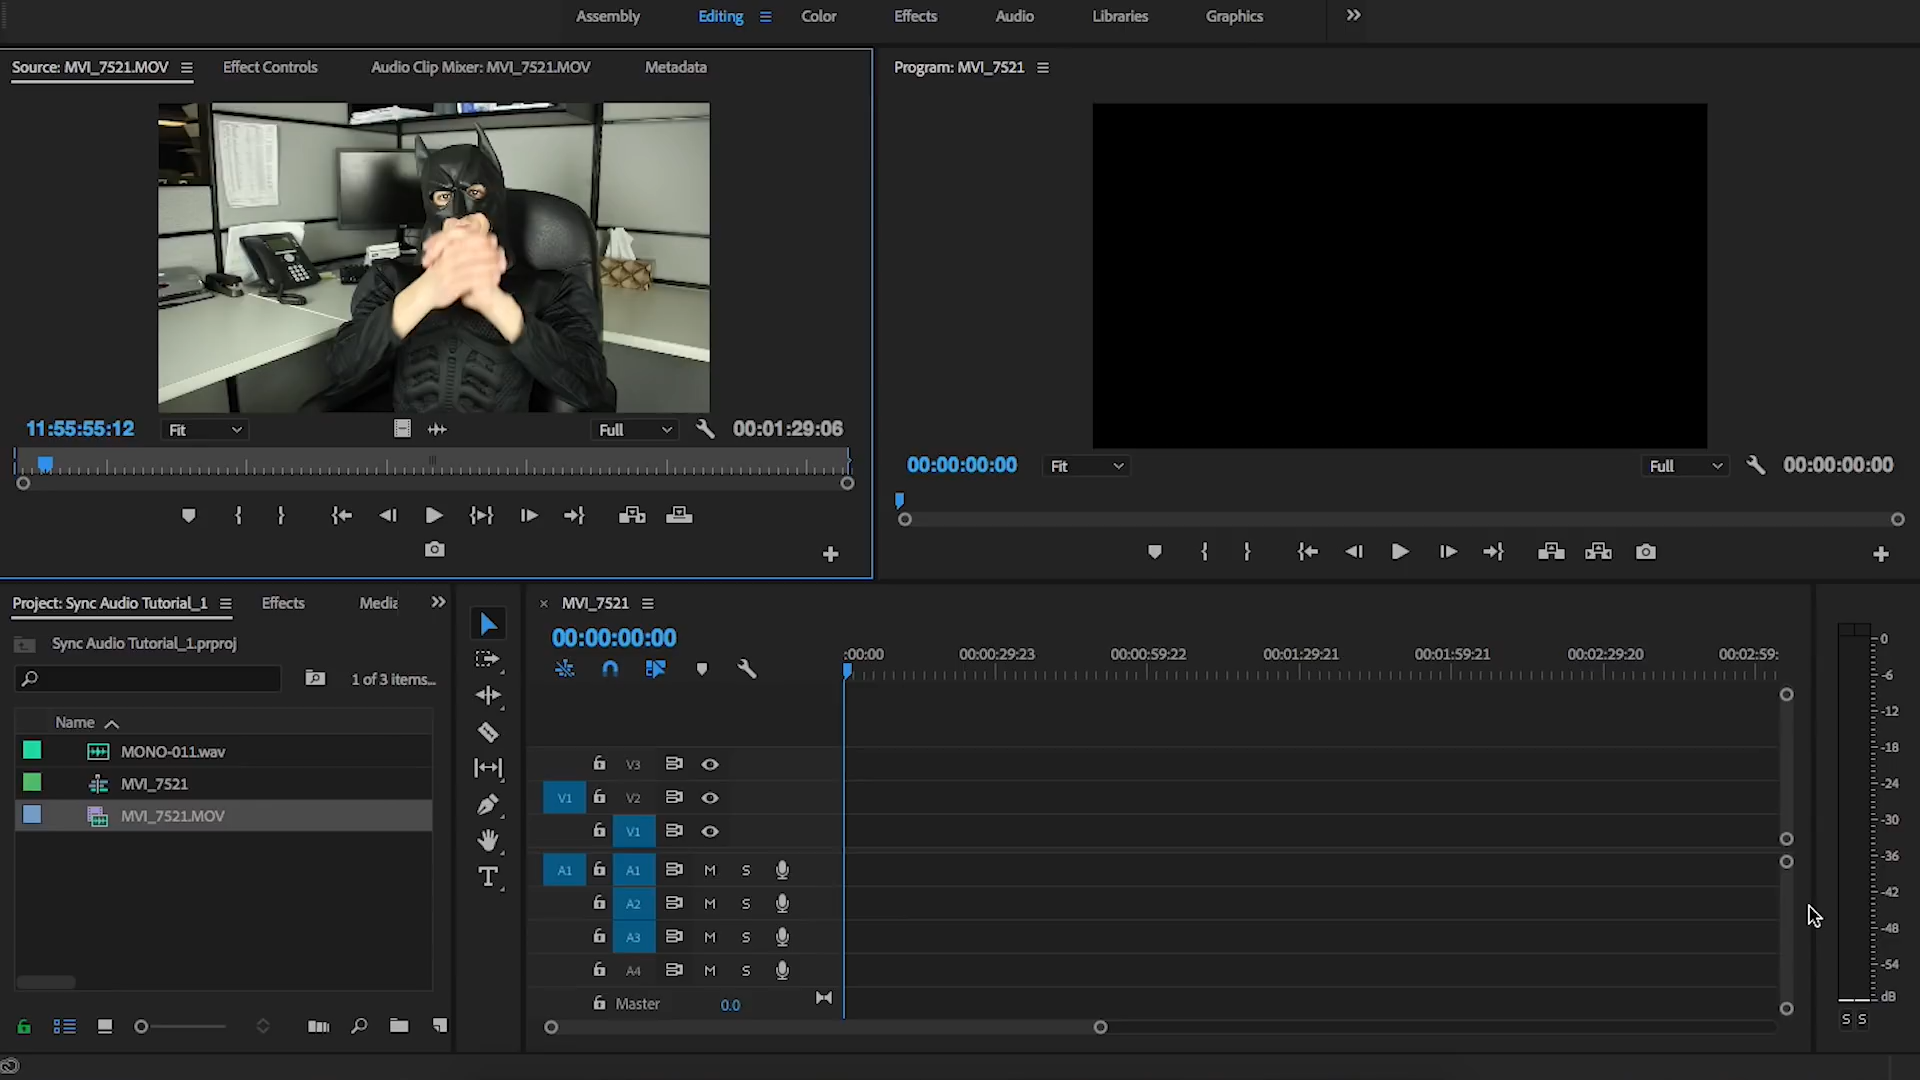 Assembly Editing Color Effects Audio Libraries Graphics
Source: MVI_7521.MOV Effect Controls Audio Clip Mixer: MVI_7521.MOV Metadata
Program: MVI_7521
11:55:55:12 Fit Full 00:01:29:06
00:00:00:00 Fit Full 00:00:00:00
Project: Sync Audio Tutorial_1 Effects Media
Sync Audio Tutorial_1.prproj
1 of 3 items...
Name
MONO-011.wav
MVI_7521
MVI_7521.MOV
× MVI_7521
00:00:00:00
:00:00 00:00:29:23 00:00:59:22 00:01:29:21 00:01:59:21 00:02:29:20 00:02:59:
V3
V1 V2
V1
A1 A1 M S
A2 M S
A3 M S
A4 M S
Master 0.0
0
-6
-12
-18
-24
-30
-36
-42
-48
-54
dB
S S